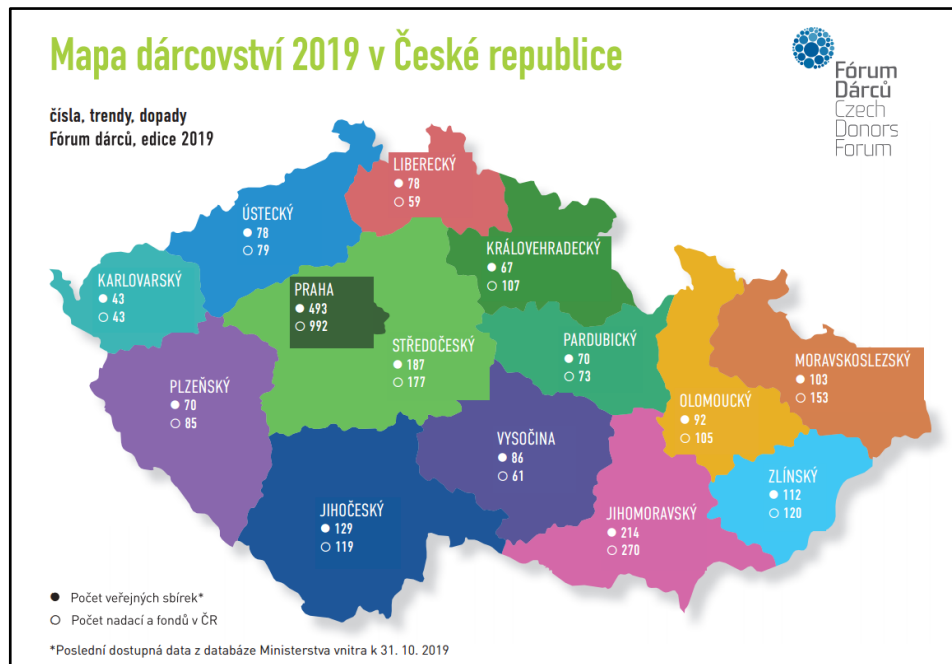 Mapa dárcovství 2019 v České republice
Fórum
Dárců
Czech
Donors
Forum
čísla, trendy, dopady
Fórum dárců, edice 2019
LIBERECKÝ
● 78
○ 59
ÚSTECKÝ
● 78
○ 79
KRÁLOVEHRADECKÝ
● 67
○ 107
KARLOVARSKÝ
● 43
○ 43
PRAHA
● 493
○ 992
STŘEDOČESKÝ
● 187
○ 177
PARDUBICKÝ
● 70
○ 73
MORAVSKOSLEZSKÝ
● 103
○ 153
PLZEŇSKÝ
● 70
○ 85
OLOMOUCKÝ
● 92
○ 105
VYSOČINA
● 86
○ 61
ZLÍNSKÝ
● 112
○ 120
JIHOČESKÝ
● 129
○ 119
JIHOMORAVSKÝ
● 214
○ 270
● Počet veřejných sbírek*
○ Počet nadací a fondů v ČR
*Poslední dostupná data z databáze Ministerstva vnitra k 31. 10. 2019